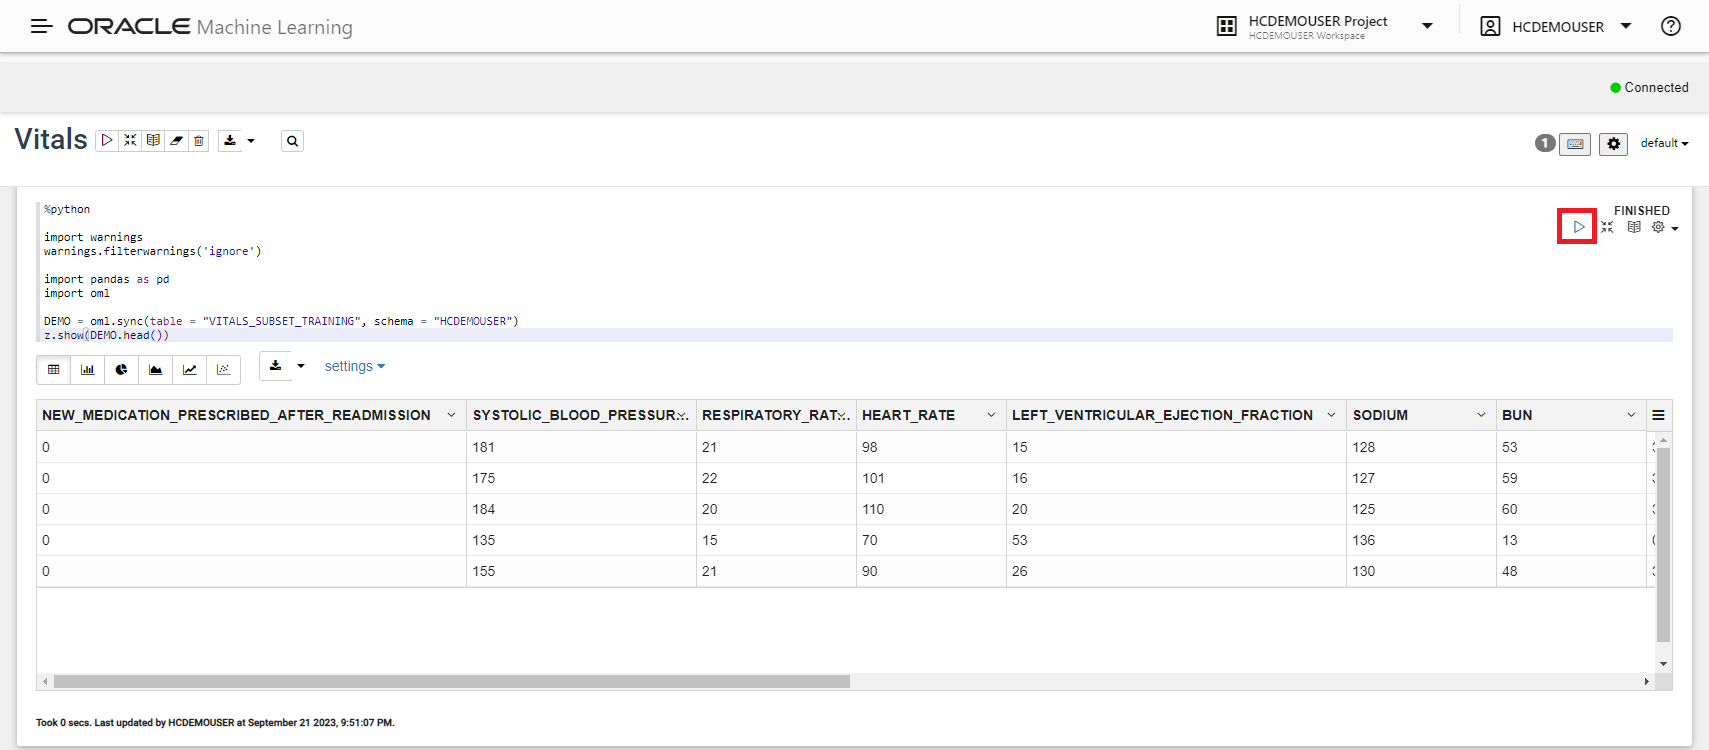 ORACLE Machine Learning
HCDEMOUSER Project
HCDEMOUSER Workspace
HCDEMOUSER
Connected
Vitals
1
default
%python
import warnings
warnings.filterwarnings('ignore')
import pandas as pd
import oml
DEMO = oml.sync(table = "VITALS_SUBSET_TRAINING", schema = "HCDEMOUSER")
z.show(DEMO.head())
FINISHED
settings
NEW_MEDICATION_PRESCRIBED_AFTER_READMISSION SYSTOLIC_BLOOD_PRESSUR... RESPIRATORY_RAT... HEART_RATE LEFT_VENTRICULAR_EJECTION_FRACTION SODIUM BUN
0 181 21 98 15 128 53
0 175 22 101 16 127 59
0 184 20 110 20 125 60
0 135 15 70 53 136 13
0 155 21 90 26 130 48
Took 0 secs. Last updated by HCDEMOUSER at September 21 2023, 9:51:07 PM.